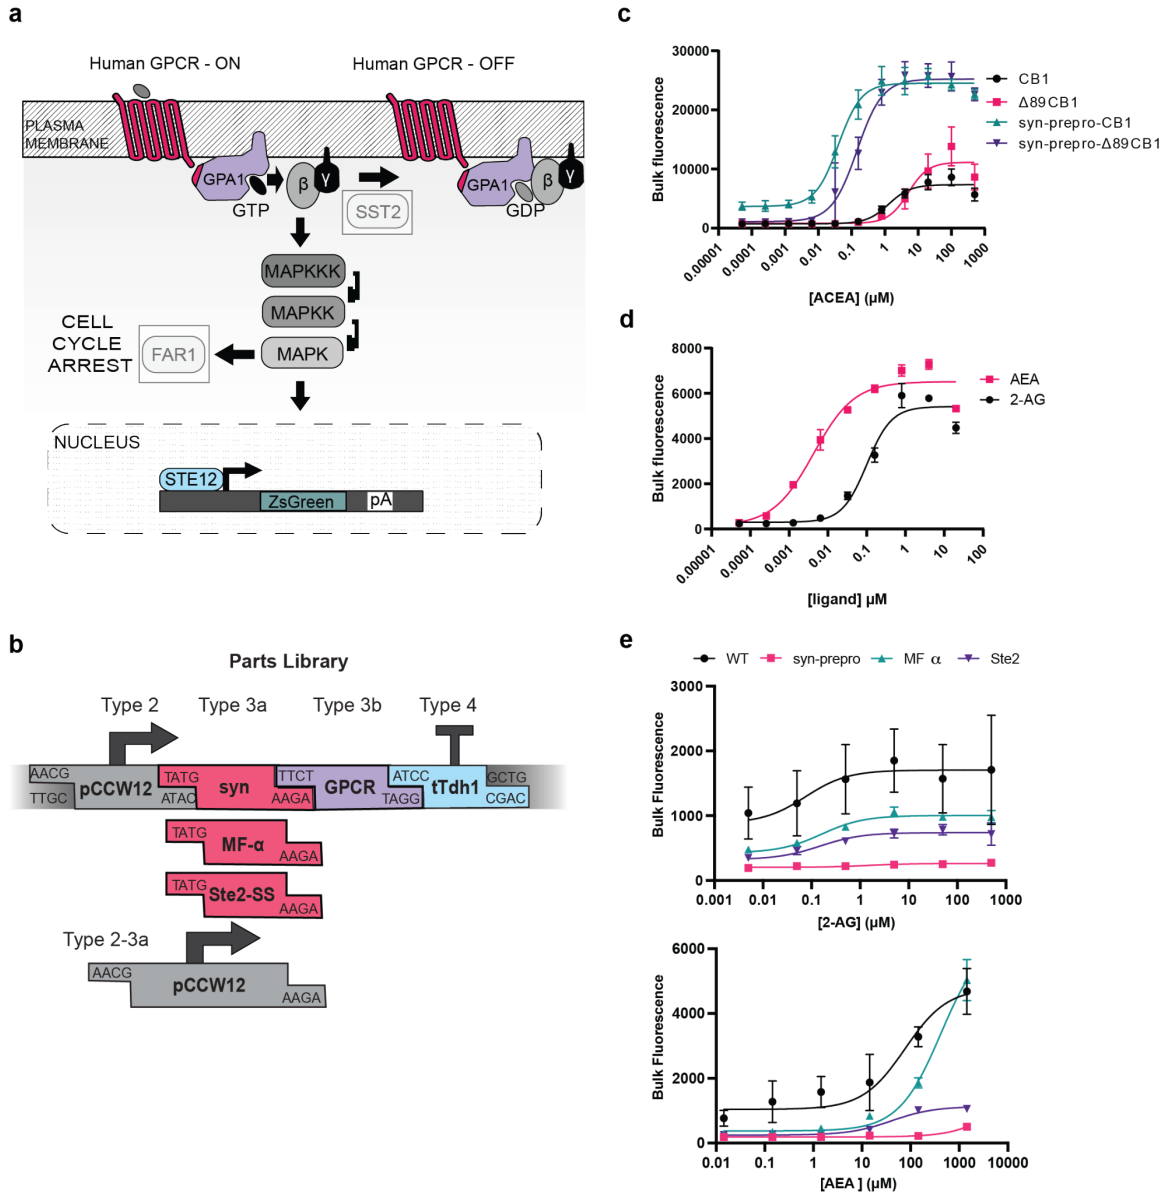 a
Human GPCR - ON
Human GPCR - OFF
PLASMA
MEMBRANE
GPA1
GTP
β
γ
SST2
GPA1
GDP
β
γ
MAPKKK
MAPKK
MAPK
CELL
CYCLE
ARREST
FAR1
NUCLEUS
STE12
ZsGreen
pA
b
Parts Library
Type 2
Type 3a
Type 3b
Type 4
AACG
TTGC
pCCW12
TATG
ATAC
syn
TTCT
AAGA
GPCR
ATCC
TAGG
tTdh1
GCTG
CGAC
TATG
MF-α
AAGA
TATG
Ste2-SS
AAGA
Type 2-3a
AACG
pCCW12
AAGA
c
Bulk fluorescence
30000
20000
10000
0
0.00001
0.0001
0.001
0.01
0.1
1
10
100
1000
[ACEA] (µM)
CB1
Δ89CB1
syn-prepro-CB1
syn-prepro-Δ89CB1
d
Bulk fluorescence
8000
6000
4000
2000
0
0.00001
0.0001
0.001
0.01
0.1
1
10
100
[ligand] µM
AEA
2-AG
e
WT
syn-prepro
MF α
Ste2
Bulk Fluorescence
3000
2000
1000
0
0.001
0.01
0.1
1
10
100
1000
[2-AG] (µM)
Bulk Fluorescence
6000
4000
2000
0
0.01
0.1
1
10
100
1000
10000
[AEA ] (µM)